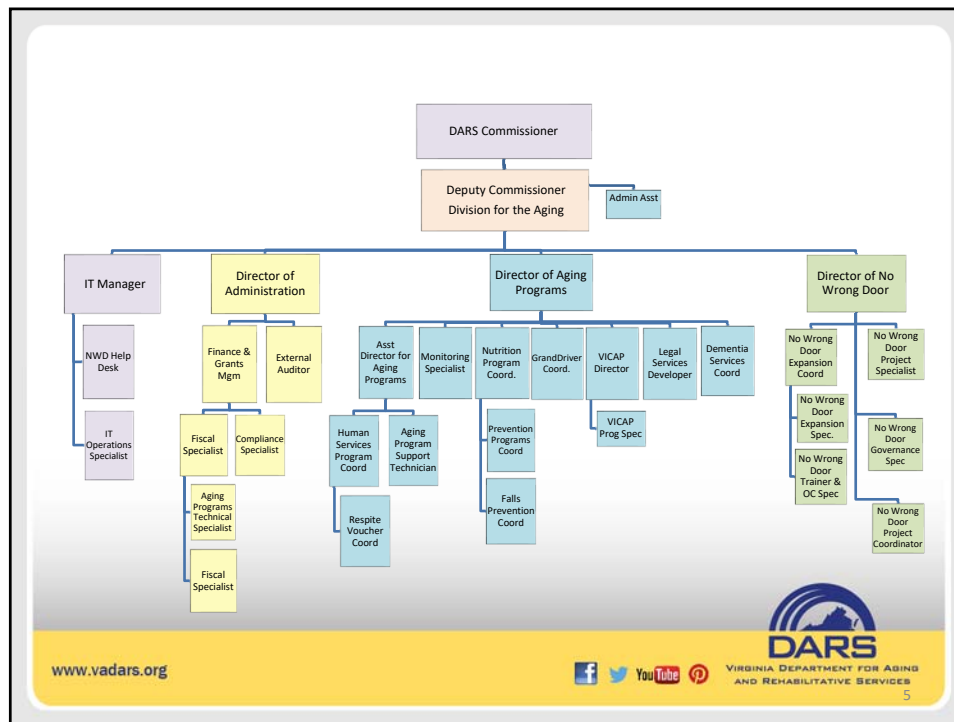 DARS Commissioner
Deputy Commissioner
Division for the Aging
Admin Asst
IT Manager
Director of
Administration
Director of Aging
Programs
Director of No
Wrong Door
NWD Help
Desk
IT
Operations
Specialist
Finance &
Grants
Mgm
External
Auditor
Fiscal
Specialist
Compliance
Specialist
Aging
Programs
Technical
Specialist
Fiscal
Specialist
Asst
Director for
Aging
Programs
Monitoring
Specialist
Nutrition
Program
Coord.
GrandDriver
Coord.
VICAP
Director
Legal
Services
Developer
Dementia
Services
Coord
Human
Services
Program
Coord
Aging
Program
Support
Technician
Respite
Voucher
Coord
Prevention
Programs
Coord
Falls
Prevention
Coord
VICAP
Prog Spec
No Wrong
Door
Expansion
Coord
No Wrong
Door
Project
Specialist
No Wrong
Door
Expansion
Spec.
No Wrong
Door
Trainer &
OC Spec
No Wrong
Door
Governance
Spec
No Wrong
Door
Project
Coordinator
www.vadars.org
f
YouTube
DARS
VIRGINIA DEPARTMENT FOR AGING
AND REHABILITATIVE SERVICES
5